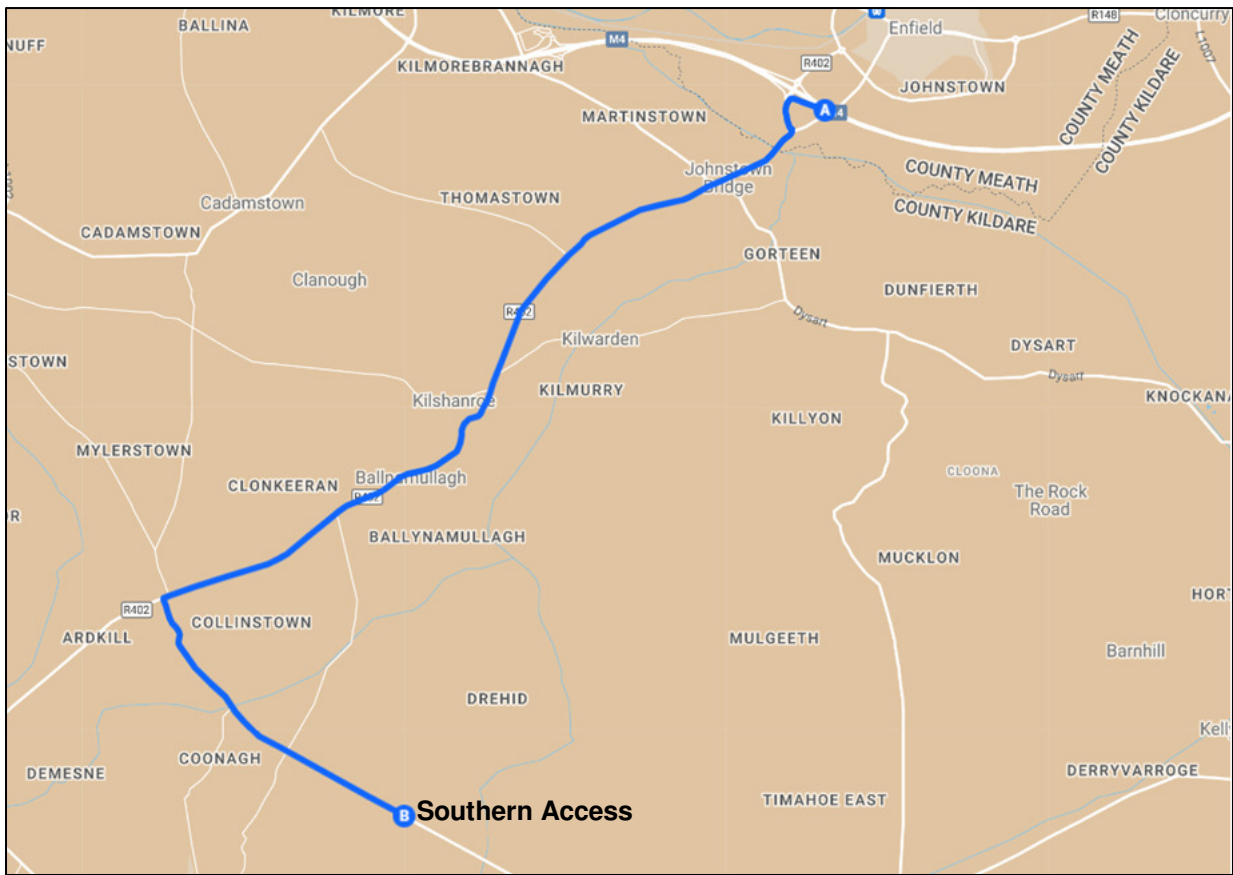 BALLINA
KILMORE
Enfield
R148
Cloncurry
L1007
NUFF
M4
R402
KILMOREBRANNAGH
JOHNSTOWN
COUNTY MEATH
COUNTY KILDARE
MARTINSTOWN
A
Johnstown
Bridge
COUNTY MEATH
COUNTY KILDARE
Cadamstown
THOMASTOWN
CADAMSTOWN
GORTEEN
Clanough
DUNFIERTH
Dysart
R402
Kilwarden
DYSART
STOWN
Dysart
KILMURRY
Kilshanroe
KNOCKANA
KILLYON
MYLERSTOWN
CLOONA
Ballnamullagh
CLONKEERAN
The Rock
Road
R402
OR
BALLYNAMULLAGH
MUCKLON
HORT
R402
COLLINSTOWN
ARDKILL
MULGEETH
Barnhill
DREHID
Kelly
COONAGH
DEMESNE
DERRYVARROGE
TIMAHOE EAST
B
Southern Access